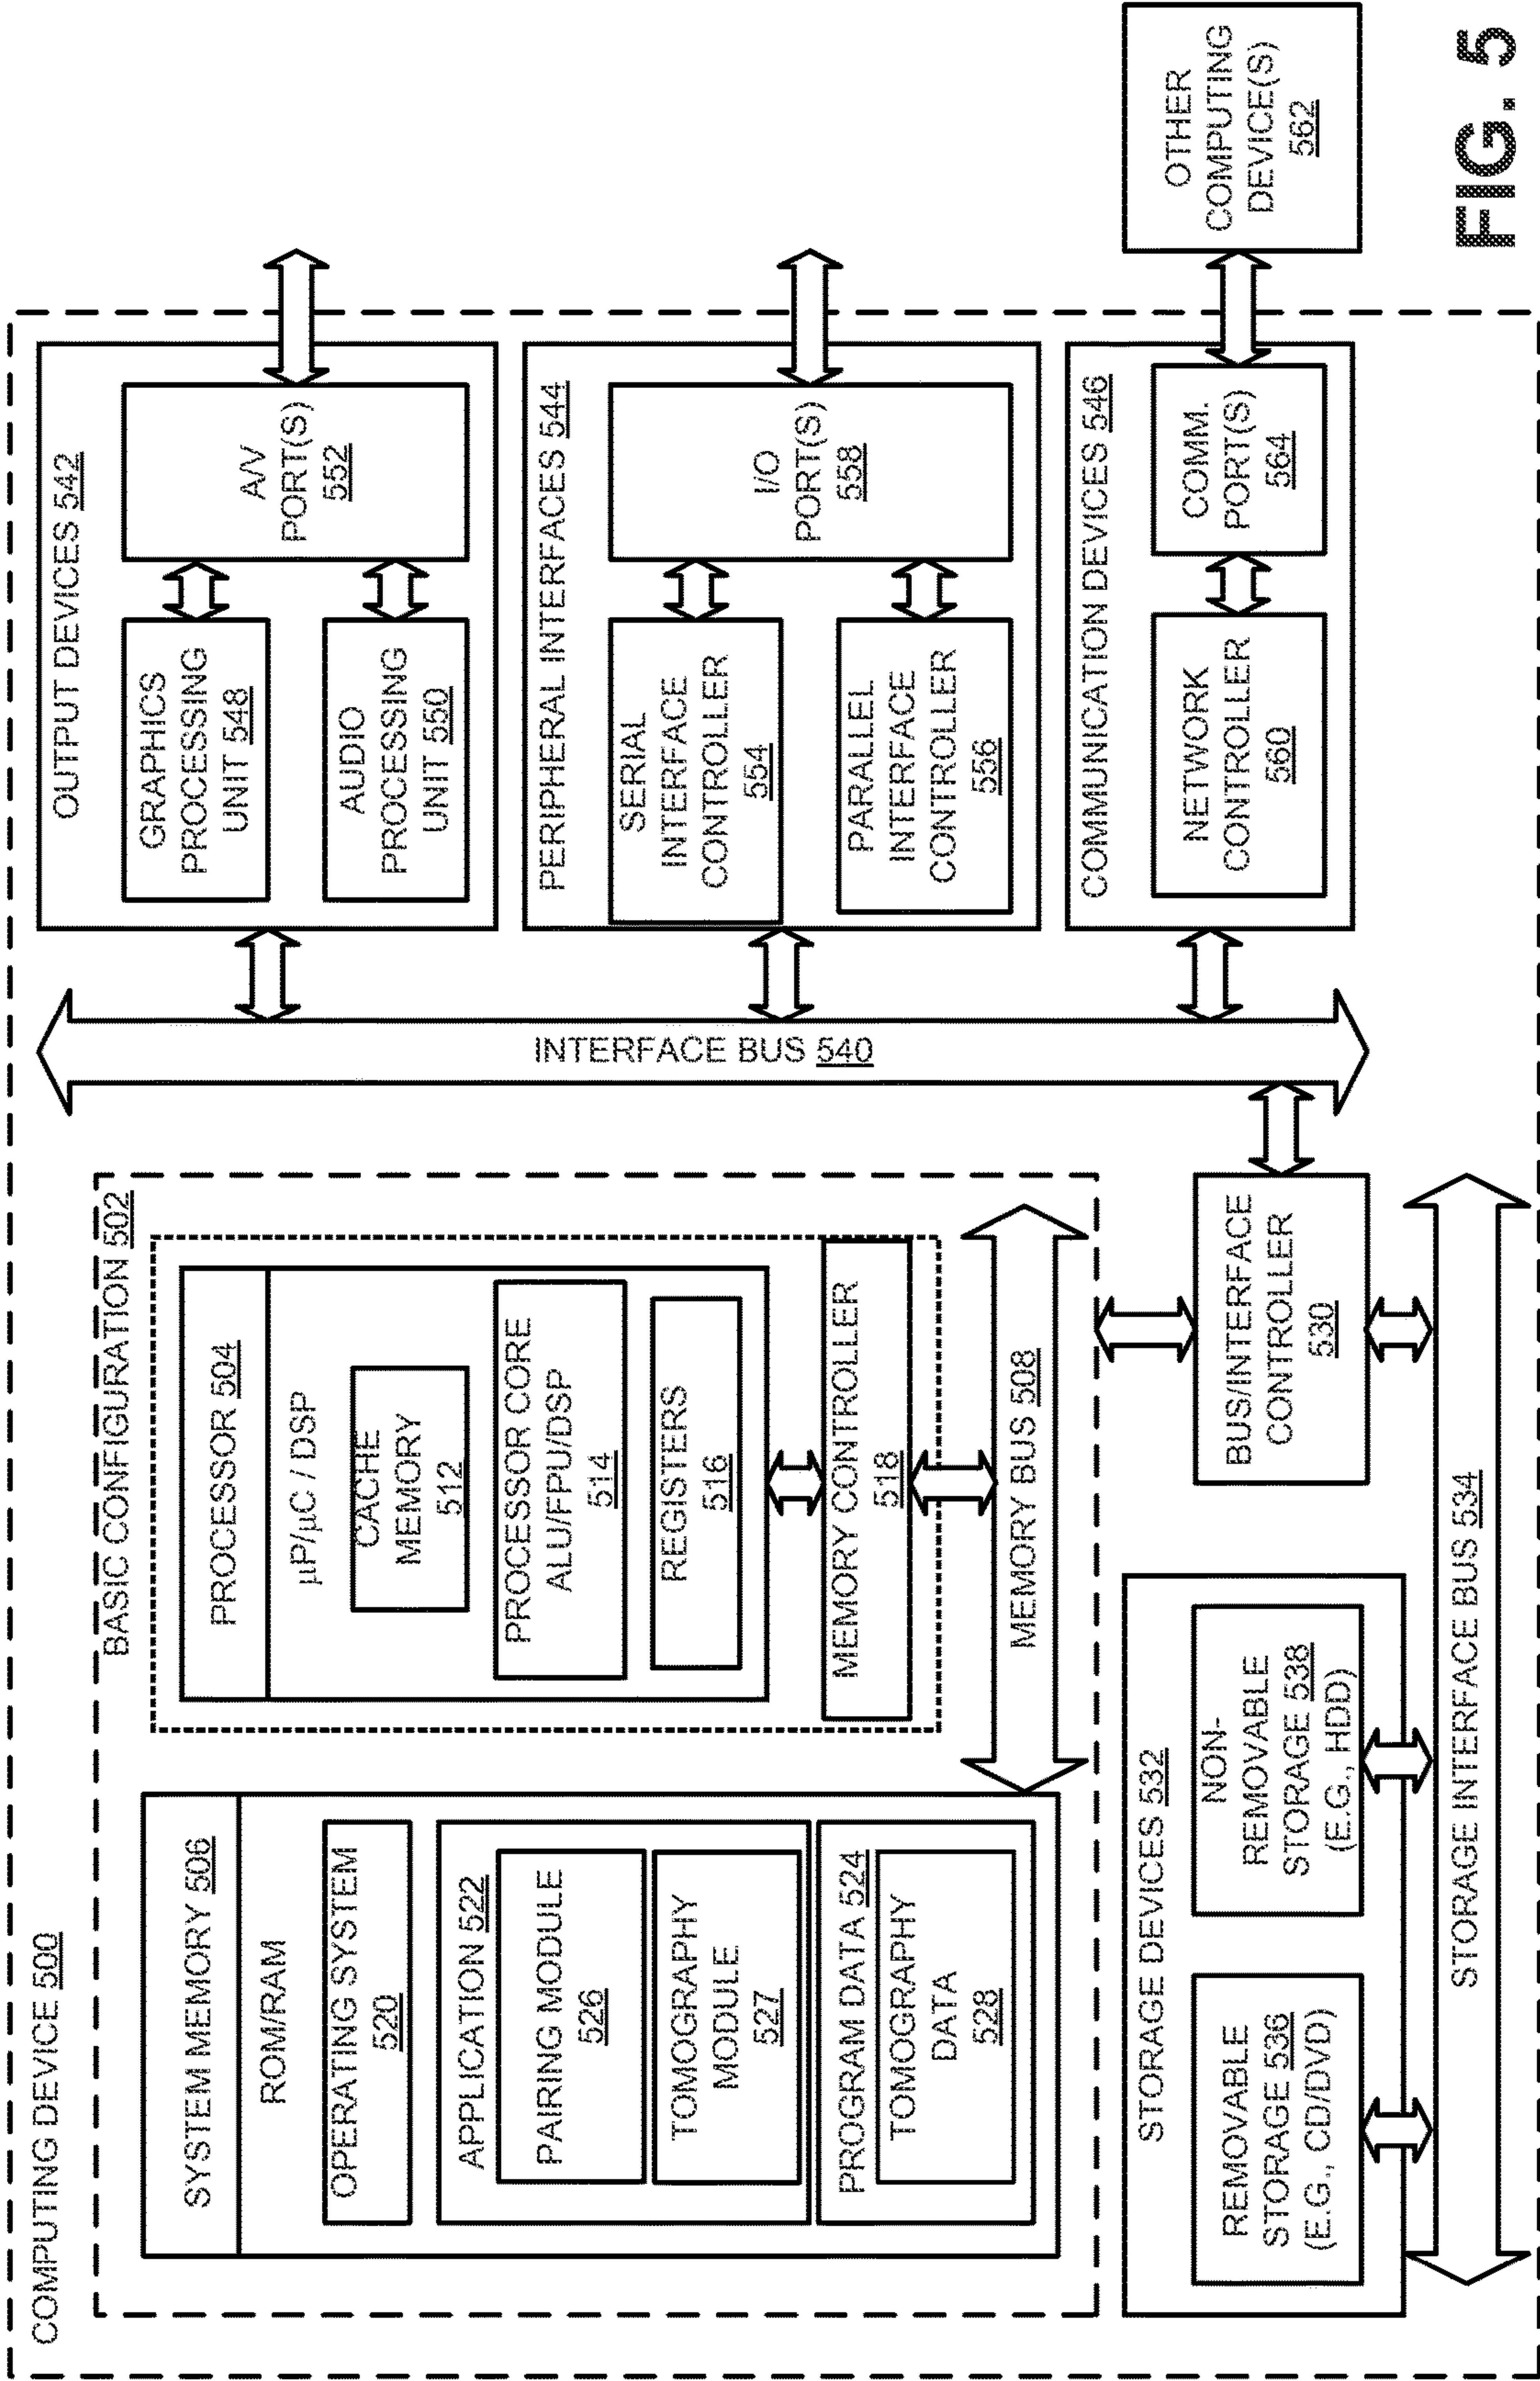 COMPUTING DEVICE 500
BASIC CONFIGURATION 502
SYSTEM MEMORY 506
ROM/RAM
OPERATING SYSTEM
520
APPLICATION 522
PAIRING MODULE
526
TOMOGRAPHY
MODULE
527
PROGRAM DATA 524
TOMOGRAPHY
DATA
528
PROCESSOR 504
µP/µC / DSP
CACHE
MEMORY
512
PROCESSOR CORE
ALU/FPU/DSP
514
REGISTERS
516
MEMORY CONTROLLER
518
MEMORY BUS 508
STORAGE DEVICES 532
REMOVABLE
STORAGE 536
(E.G., CD/DVD)
NON-
REMOVABLE
STORAGE 538
(E.G., HDD)
BUS/INTERFACE
CONTROLLER
530
STORAGE INTERFACE BUS 534
INTERFACE BUS 540
OUTPUT DEVICES 542
GRAPHICS
PROCESSING
UNIT 548
AUDIO
PROCESSING
UNIT 550
A/V
PORT(S)
552
PERIPHERAL INTERFACES 544
SERIAL
INTERFACE
CONTROLLER
554
PARALLEL
INTERFACE
CONTROLLER
556
I/O
PORT(S)
558
COMMUNICATION DEVICES 546
NETWORK
CONTROLLER
560
COMM.
PORT(S)
564
OTHER
COMPUTING
DEVICE(S)
562
FIG. 5